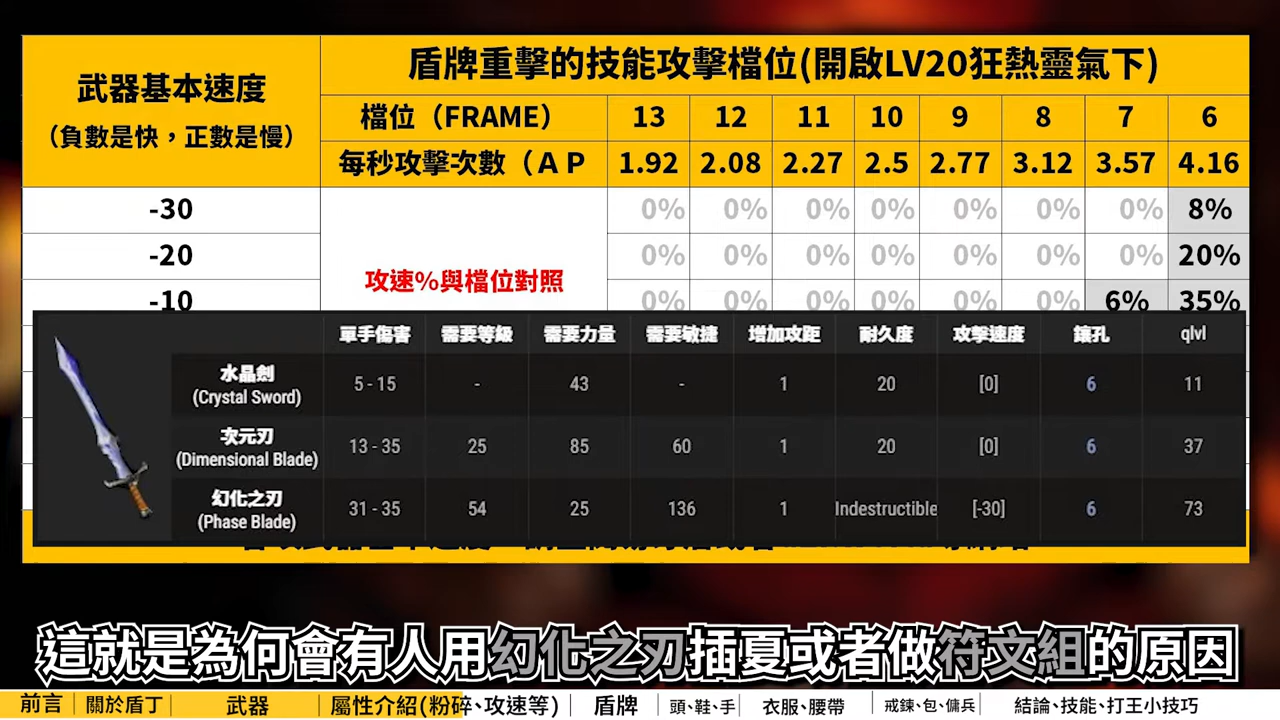 武器基本速度
（負數是快，正數是慢）
盾牌重擊的技能攻擊檔位(開啟LV20狂熱靈氣下)
檔位（FRAME） 13 12 11 10 9 8 7 6
每秒攻擊次數（ＡＰ 1.92 2.08 2.27 2.5 2.77 3.12 3.57 4.16
-30 0% 0% 0% 0% 0% 0% 0% 8%
-20 0% 0% 0% 0% 0% 0% 0% 20%
攻速%與檔位對照
-10 0% 0% 0% 0% 0% 0% 6% 35%
單手傷害 需要等級 需要力量 需要敏捷 增加攻距 耐久度 攻擊速度 鑲孔 qlvl
水晶劍
(Crystal Sword) 5 - 15 - 43 - 1 20 [0] 6 11
次元刃
(Dimensional Blade) 13 - 35 25 85 60 1 20 [0] 6 37
幻化之刃
(Phase Blade) 31 - 35 54 25 136 1 Indestructible [-30] 6 73
這就是為何會有人用幻化之刃插夏或者做符文組的原因
前言 關於盾丁 武器 屬性介紹(粉碎、攻速等) 盾牌 頭、鞋、手 衣服、腰帶 戒鍊、包、傭兵 結論、技能、打王小技巧